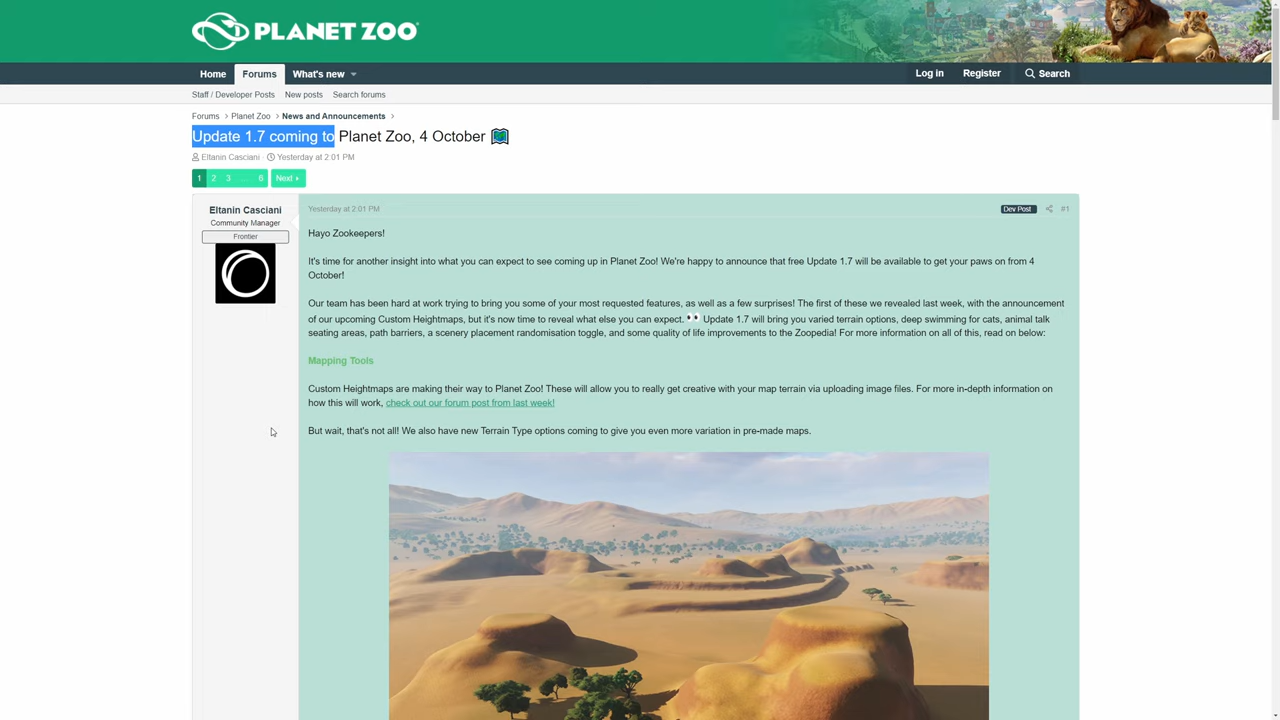 PLANET ZOO
Home Forums What's new Log in Register Search
Staff / Developer Posts New posts Search forums
Forums > Planet Zoo > News and Announcements >
Update 1.7 coming to Planet Zoo, 4 October
Eltanin Casciani Yesterday at 2:01 PM
1 2 3 ... 6 Next
Eltanin Casciani
Community Manager
Frontier
Yesterday at 2:01 PM Dev Post #1
Hayo Zookeepers!
It's time for another insight into what you can expect to see coming up in Planet Zoo! We're happy to announce that free Update 1.7 will be available to get your paws on from 4
October!
Our team has been hard at work trying to bring you some of your most requested features, as well as a few surprises! The first of these we revealed last week, with the announcement
of our upcoming Custom Heightmaps, but it's now time to reveal what else you can expect. 👀 Update 1.7 will bring you varied terrain options, deep swimming for cats, animal talk
seating areas, path barriers, a scenery placement randomisation toggle, and some quality of life improvements to the Zoopedia! For more information on all of this, read on below:
Mapping Tools
Custom Heightmaps are making their way to Planet Zoo! These will allow you to really get creative with your map terrain via uploading image files. For more in-depth information on
how this will work, check out our forum post from last week!
But wait, that's not all! We also have new Terrain Type options coming to give you even more variation in pre-made maps.